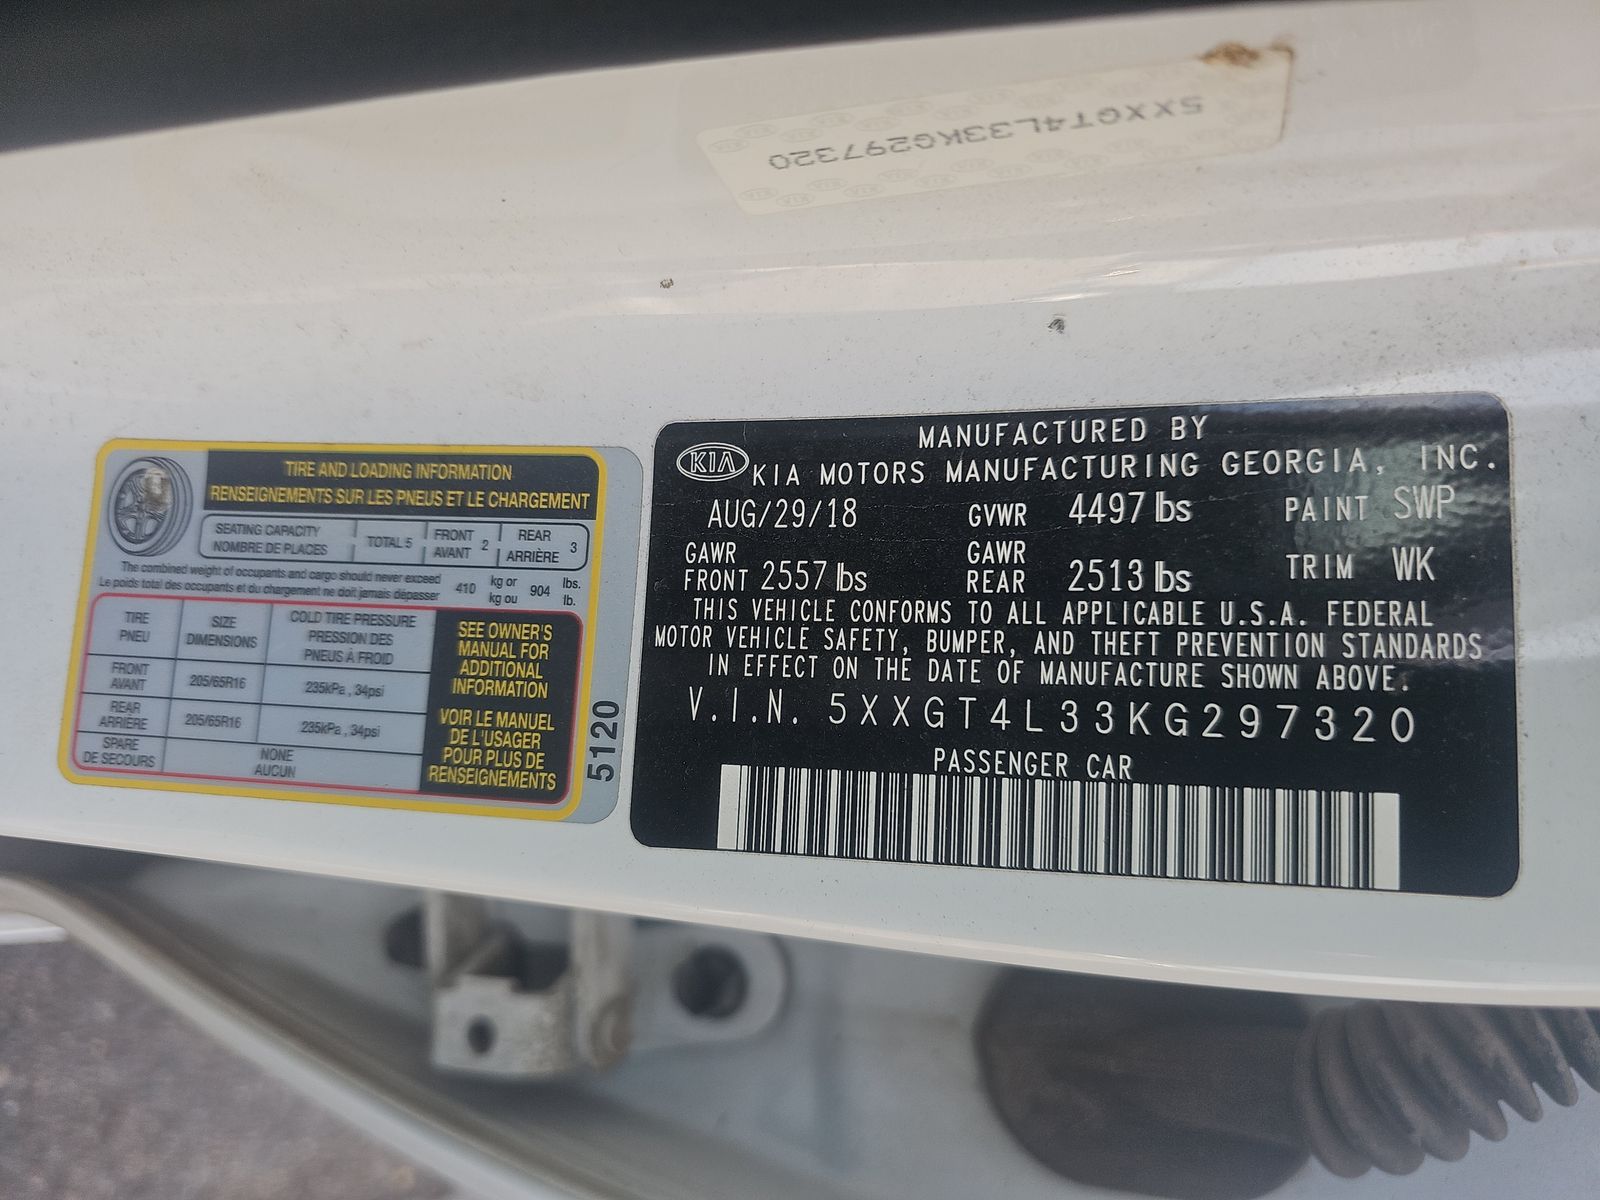 5XXGT4L33KG297320
TIRE AND LOADING INFORMATION
RENSEIGNEMENTS SUR LES PNEUS ET LE CHARGEMENT
SEATING CAPACITY
NOMBRE DE PLACES
TOTAL 5
FRONT
AVANT
2
REAR
ARRIÈRE
3
The combined weight of occupants and cargo should never exceed
Le poids total des occupants et du chargement ne doit jamais dépasser
410
kg or
kg ou
904
lbs.
lb.
TIRE
PNEU
SIZE
DIMENSIONS
COLD TIRE PRESSURE
PRESSION DES
PNEUS À FROID
FRONT
AVANT
205/65R16
235kPa , 34psi
REAR
ARRIÈRE
205/65R16
235kPa , 34psi
SPARE
DE SECOURS
NONE
AUCUN
SEE OWNER'S
MANUAL FOR
ADDITIONAL
INFORMATION
VOIR LE MANUEL
DE L'USAGER
POUR PLUS DE
RENSEIGNEMENTS
5120
MANUFACTURED BY
KIA KIA MOTORS MANUFACTURING GEORGIA, INC.
AUG/29/18 GVWR 4497 lbs PAINT SWP
GAWR
FRONT 2557 lbs
GAWR
REAR 2513 lbs
TRIM WK
THIS VEHICLE CONFORMS TO ALL APPLICABLE U.S.A. FEDERAL
MOTOR VEHICLE SAFETY, BUMPER, AND THEFT PREVENTION STANDARDS
IN EFFECT ON THE DATE OF MANUFACTURE SHOWN ABOVE.
V.I.N. 5XXGT4L33KG297320
PASSENGER CAR